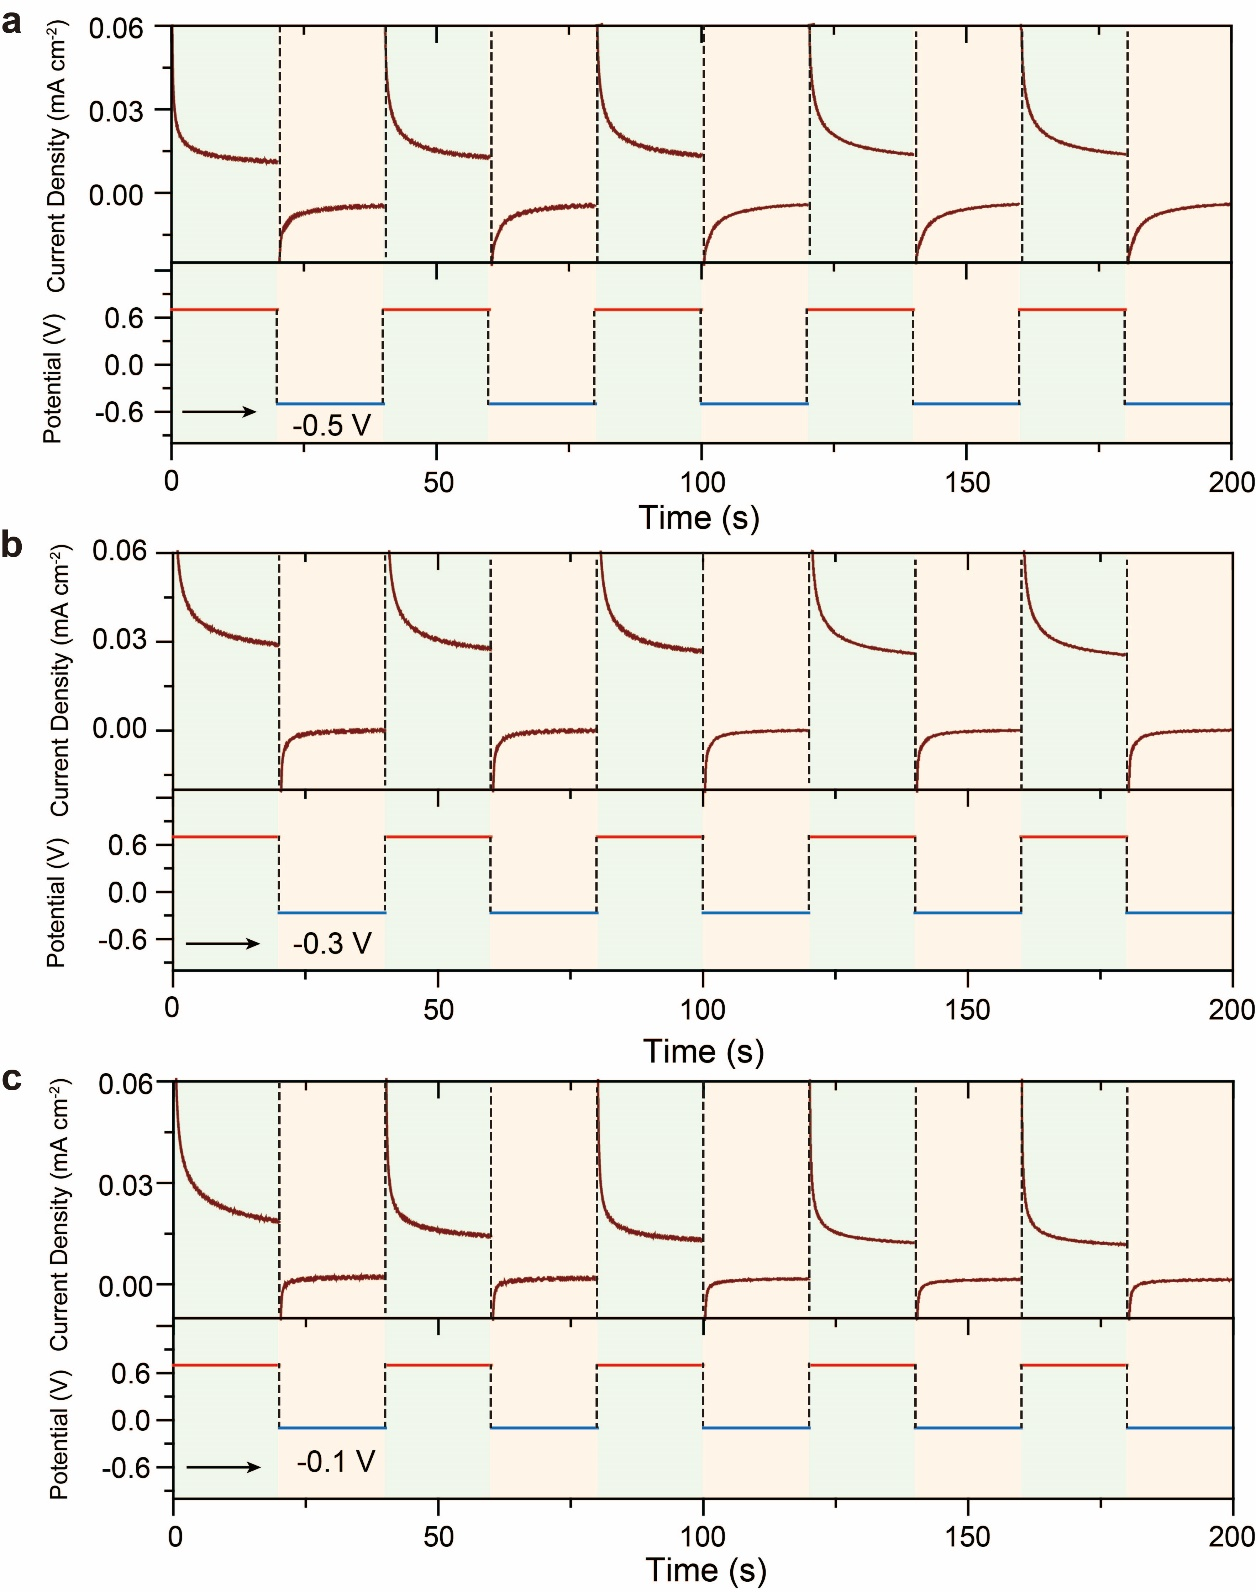 a
Current Density (mA cm-2)
0.06
0.03
0.00
Potential (V)
0.6
0.0
-0.6
-0.5 V
0 50 100 150 200
Time (s)
b
Current Density (mA cm-2)
0.06
0.03
0.00
Potential (V)
0.6
0.0
-0.6
-0.3 V
0 50 100 150 200
Time (s)
c
Current Density (mA cm-2)
0.06
0.03
0.00
Potential (V)
0.6
0.0
-0.6
-0.1 V
0 50 100 150 200
Time (s)